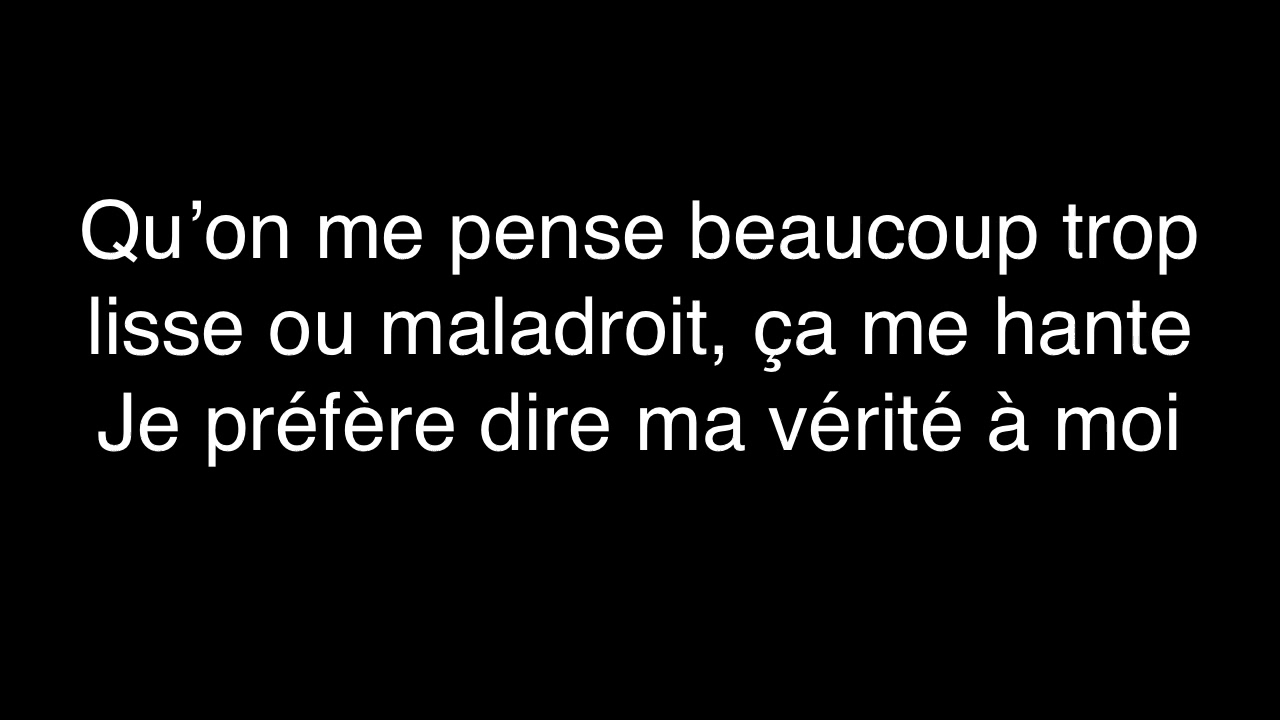 Qu’on me pense beaucoup trop
lisse ou maladroit, ça me hante
Je préfère dire ma vérité à moi